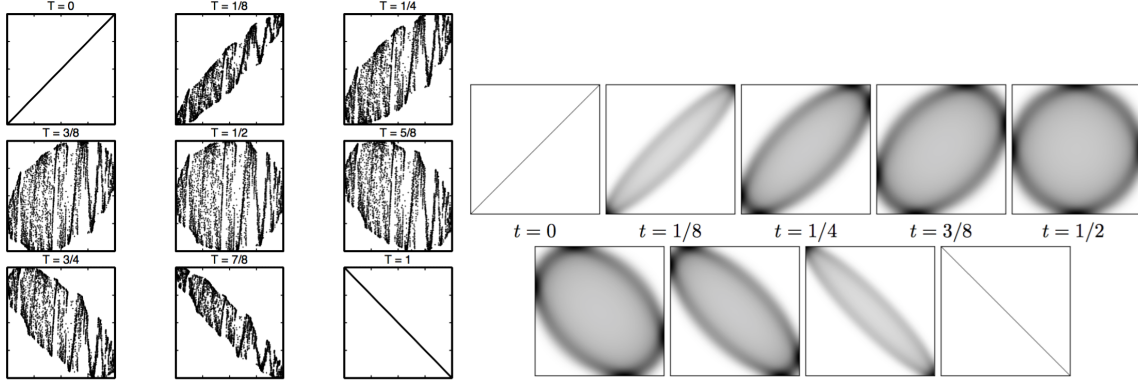 T = 0 T = 1/8 T = 1/4
T = 3/8 T = 1/2 T = 5/8
T = 3/4 T = 7/8 T = 1
t = 0 t = 1/8 t = 1/4 t = 3/8 t = 1/2